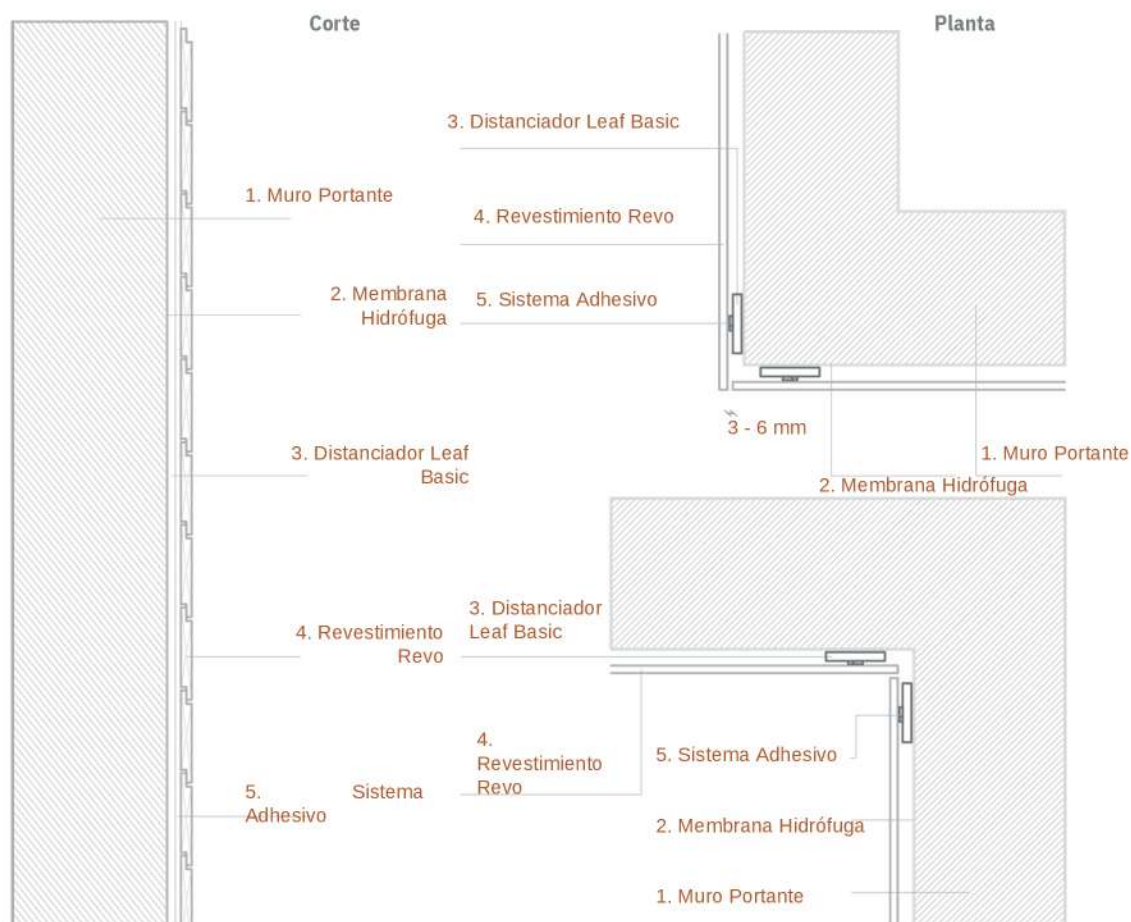 Corte
1. Muro Portante
2. Membrana
Hidrófuga
3. Distanciador Leaf
Basic
4. Revestimiento
Revo
5. Sistema
Adhesivo
Planta
3. Distanciador Leaf Basic
4. Revestimiento Revo
5. Sistema Adhesivo
3 - 6 mm
1. Muro Portante
2. Membrana Hidrófuga
3. Distanciador
Leaf Basic
4.
Revestimiento
Revo
5. Sistema Adhesivo
2. Membrana Hidrófuga
1. Muro Portante